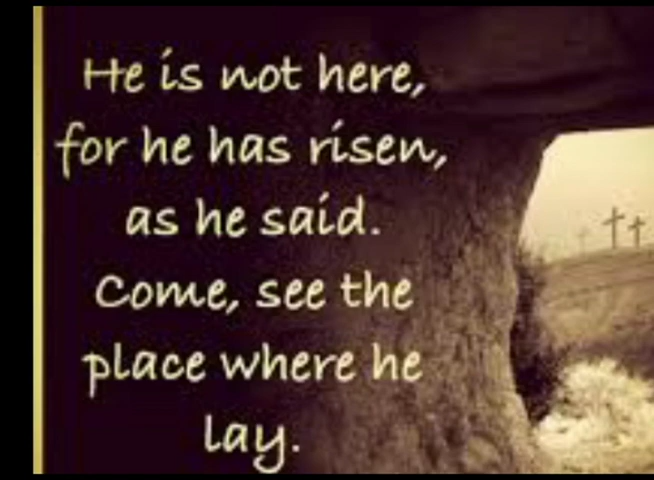 He is not here,
for he has risen,
as he said.
Come, see the
place where he
lay.